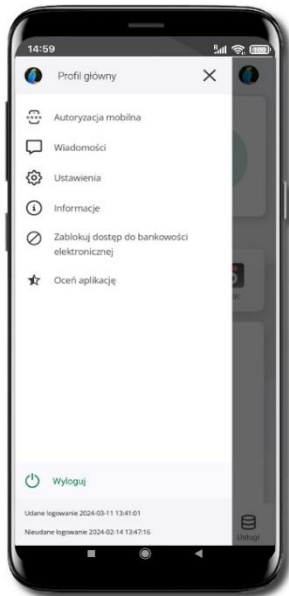 14:59
100
Profil główny
Autoryzacja mobilna
Wiadomości
Ustawienia
Informacje
Zablokuj dostęp do bankowości
elektronicznej
Oceń aplikację
Wyloguj
Udane logowanie 2024-03-11 13:41:01
Nieudane logowanie 2024-02-14 13:47:16
Usługi